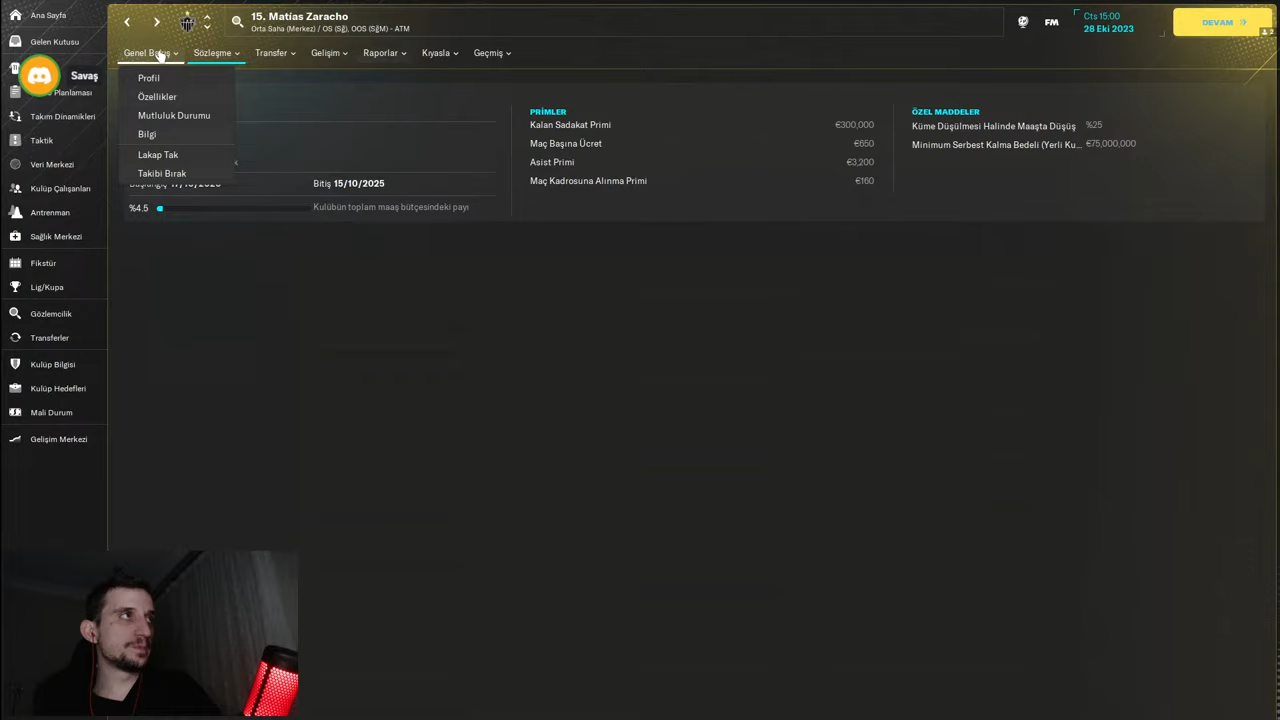 Ana Sayfa
Gelen Kutusu
Savaş
Planlaması
Takım Dinamikleri
Taktik
Veri Merkezi
Kulüp Çalışanları
Antrenman
Sağlık Merkezi
Fikstür
Lig/Kupa
Gözlemcilik
Transferler
Kulüp Bilgisi
Kulüp Hedefleri
Mali Durum
Gelişim Merkezi
15. Matías Zaracho
Orta Saha (Merkez) / OS (Sğ), OOS (SğM) - ATM
FM
Cts 15:00
28 Eki 2023
DEVAM
2
Genel Bakış
Sözleşme
Transfer
Gelişim
Raporlar
Kıyasla
Geçmiş
Profil
Özellikler
Mutluluk Durumu
Bilgi
Lakap Tak
Takibi Bırak
Bitiş 15/10/2025
%4.5
Kulübün toplam maaş bütçesindeki payı
PRİMLER
Kalan Sadakat Primi €300,000
Maç Başına Ücret €650
Asist Primi €3,200
Maç Kadrosuna Alınma Primi €160
ÖZEL MADDELER
Küme Düşülmesi Halinde Maaşta Düşüş %25
Minimum Serbest Kalma Bedeli (Yerli Ku... €75,000,000